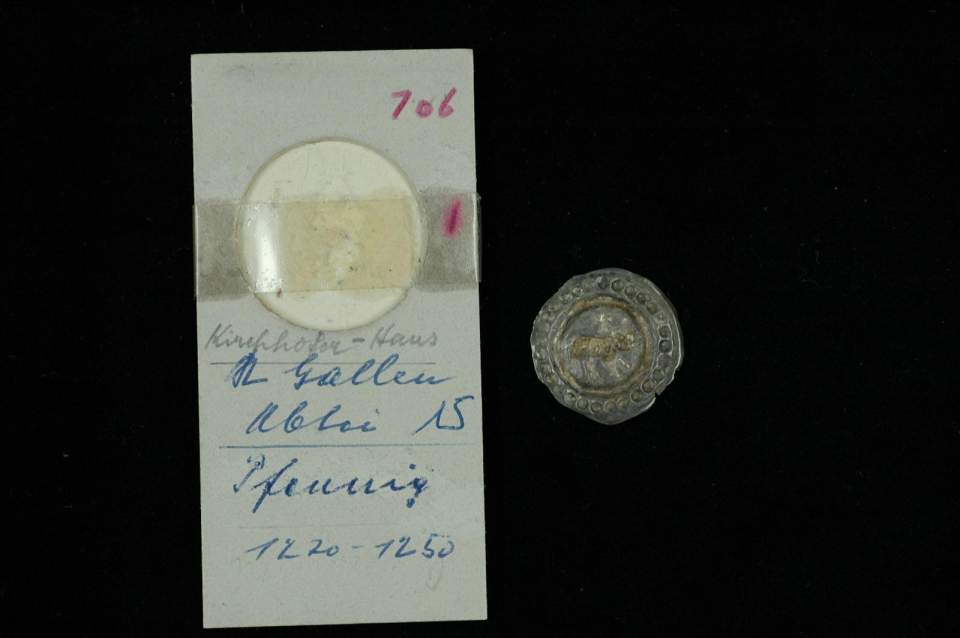 706
1
Kirchhofer-Haus
St Gallen
Abtei 15
Pfennig
1220-1250